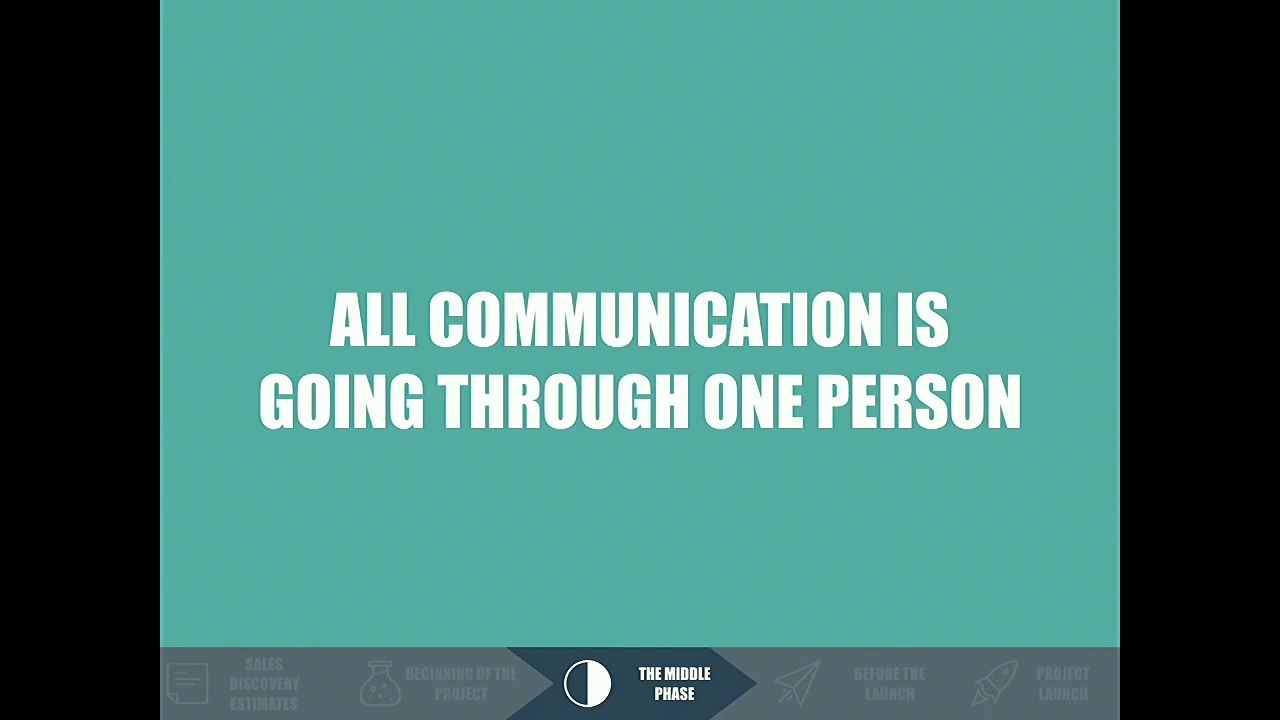 ALL COMMUNICATION IS
GOING THROUGH ONE PERSON
SALES
DISCOVERY
ESTIMATES
BEGINNING OF THE
PROJECT
THE MIDDLE
PHASE
BEFORE THE
LAUNCH
PROJECT
LAUNCH